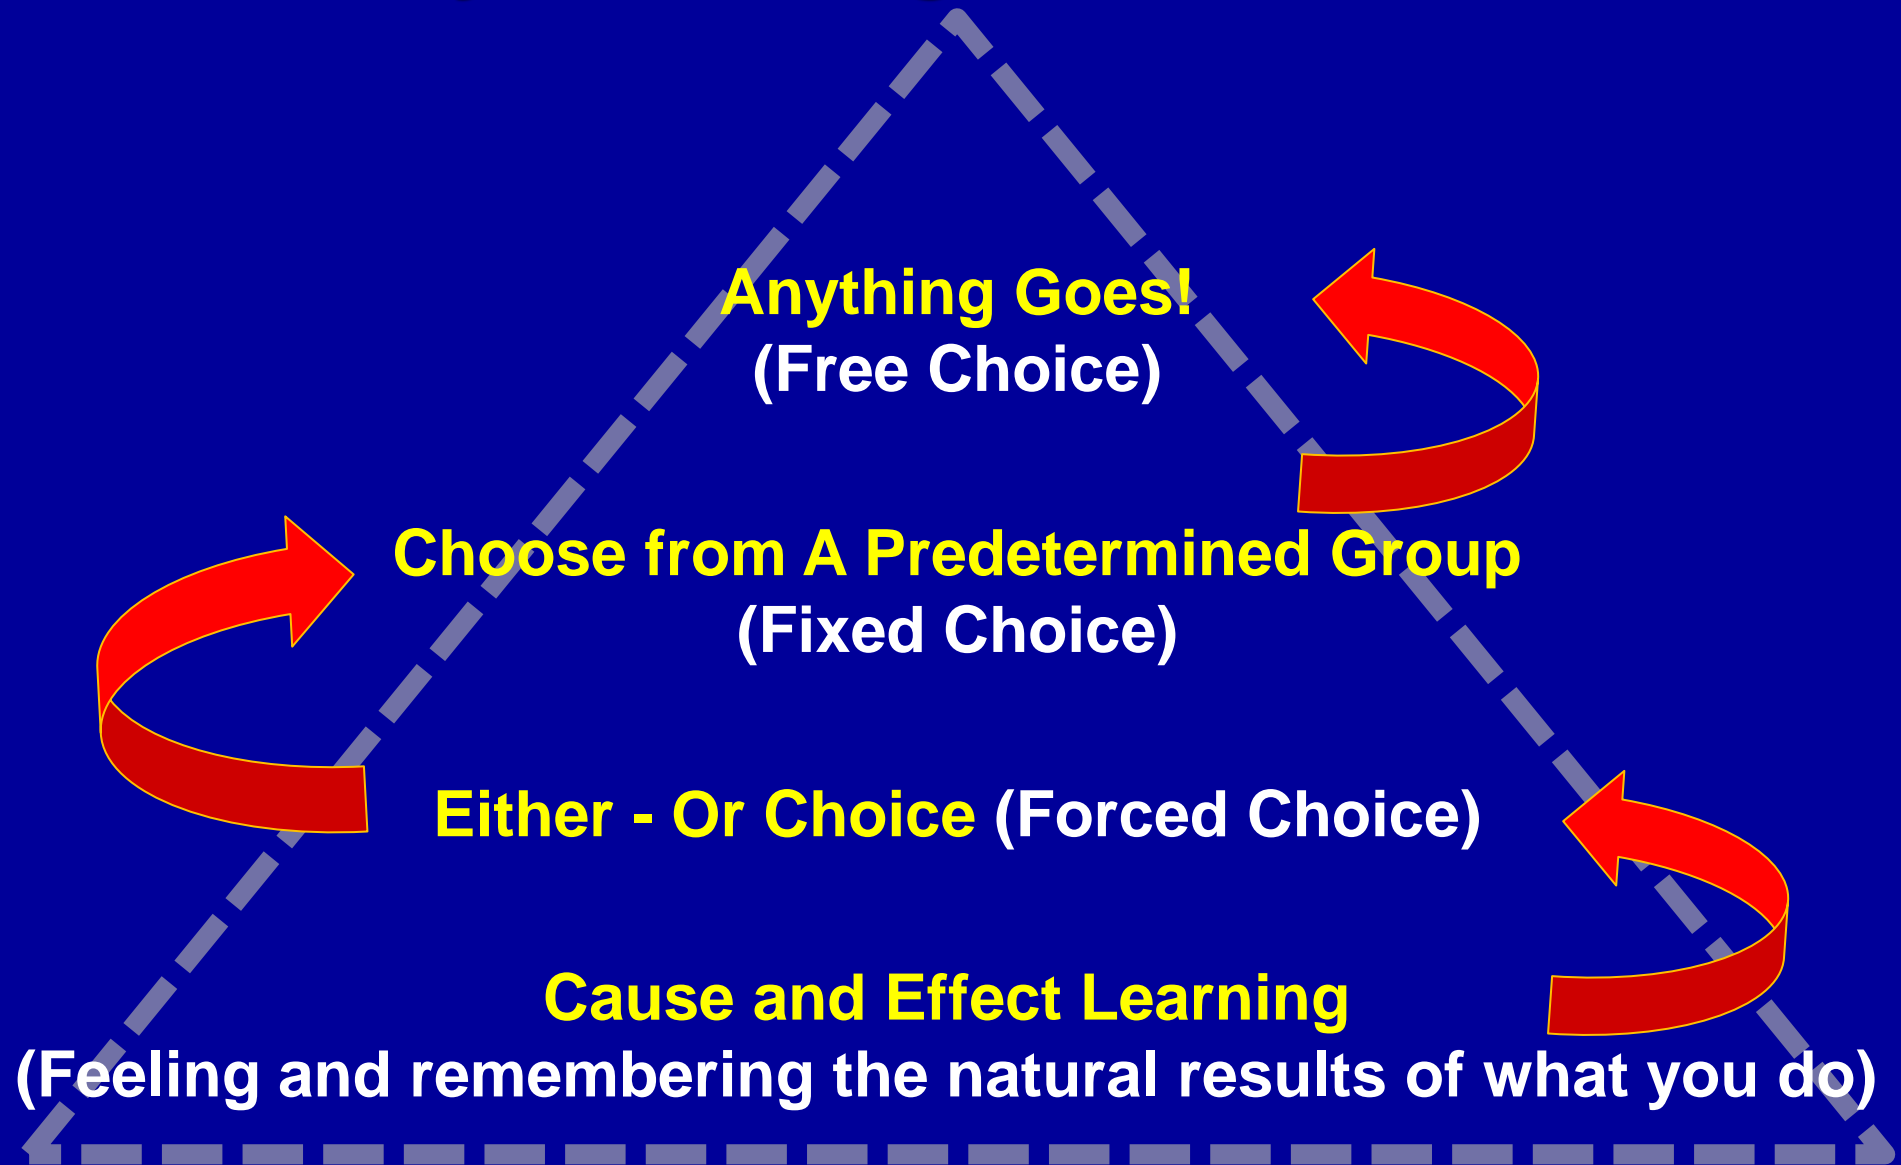 Anything Goes!
(Free Choice)
Choose from A Predetermined Group
(Fixed Choice)
Either - Or Choice (Forced Choice)
Cause and Effect Learning
(Feeling and remembering the natural results of what you do)